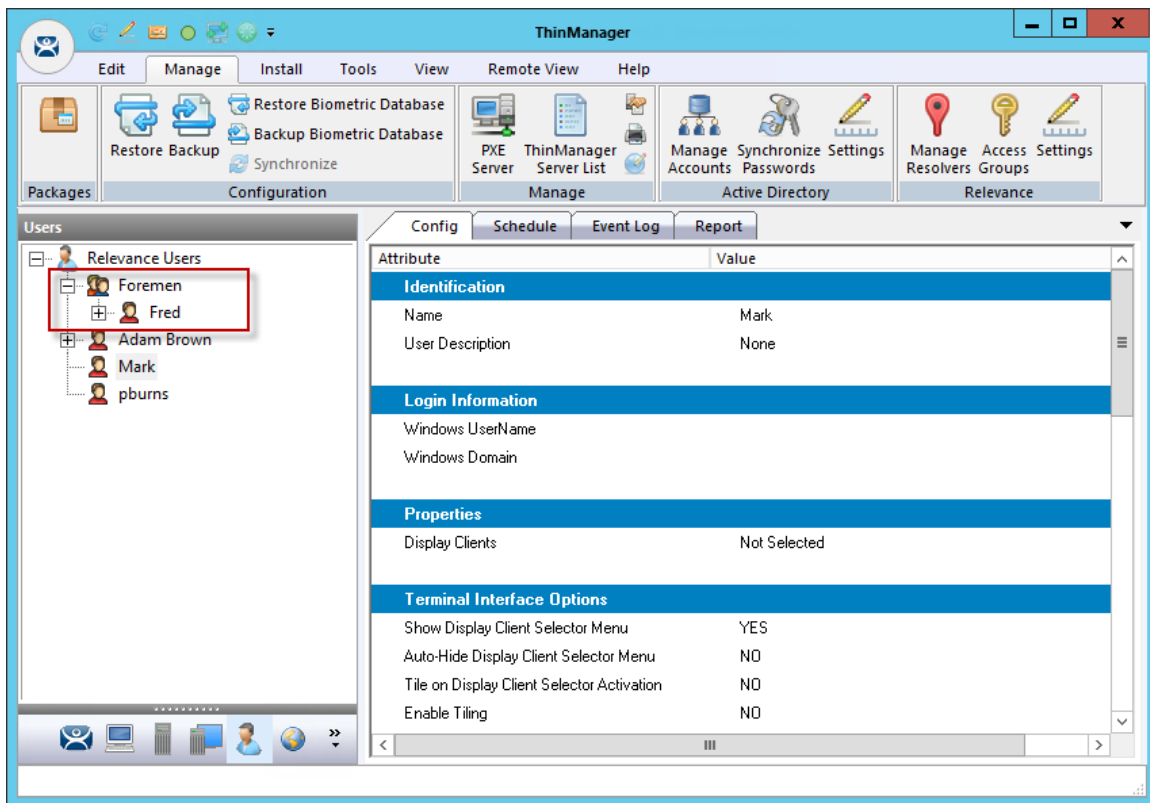 ThinManager
Edit Manage Install Tools View Remote View Help
Restore Backup
Restore Biometric Database
Backup Biometric Database
Synchronize
PXE Server
ThinManager Server List
Manage Accounts
Synchronize Passwords
Settings
Manage Resolvers
Access Groups
Settings
Packages Configuration Manage Active Directory Relevance
Users
Relevance Users
Foremen
Fred
Adam Brown
Mark
pburns
Config Schedule Event Log Report
Attribute Value
Identification
Name Mark
User Description None
Login Information
Windows UserName
Windows Domain
Properties
Display Clients Not Selected
Terminal Interface Options
Show Display Client Selector Menu YES
Auto-Hide Display Client Selector Menu NO
Tile on Display Client Selector Activation NO
Enable Tiling NO